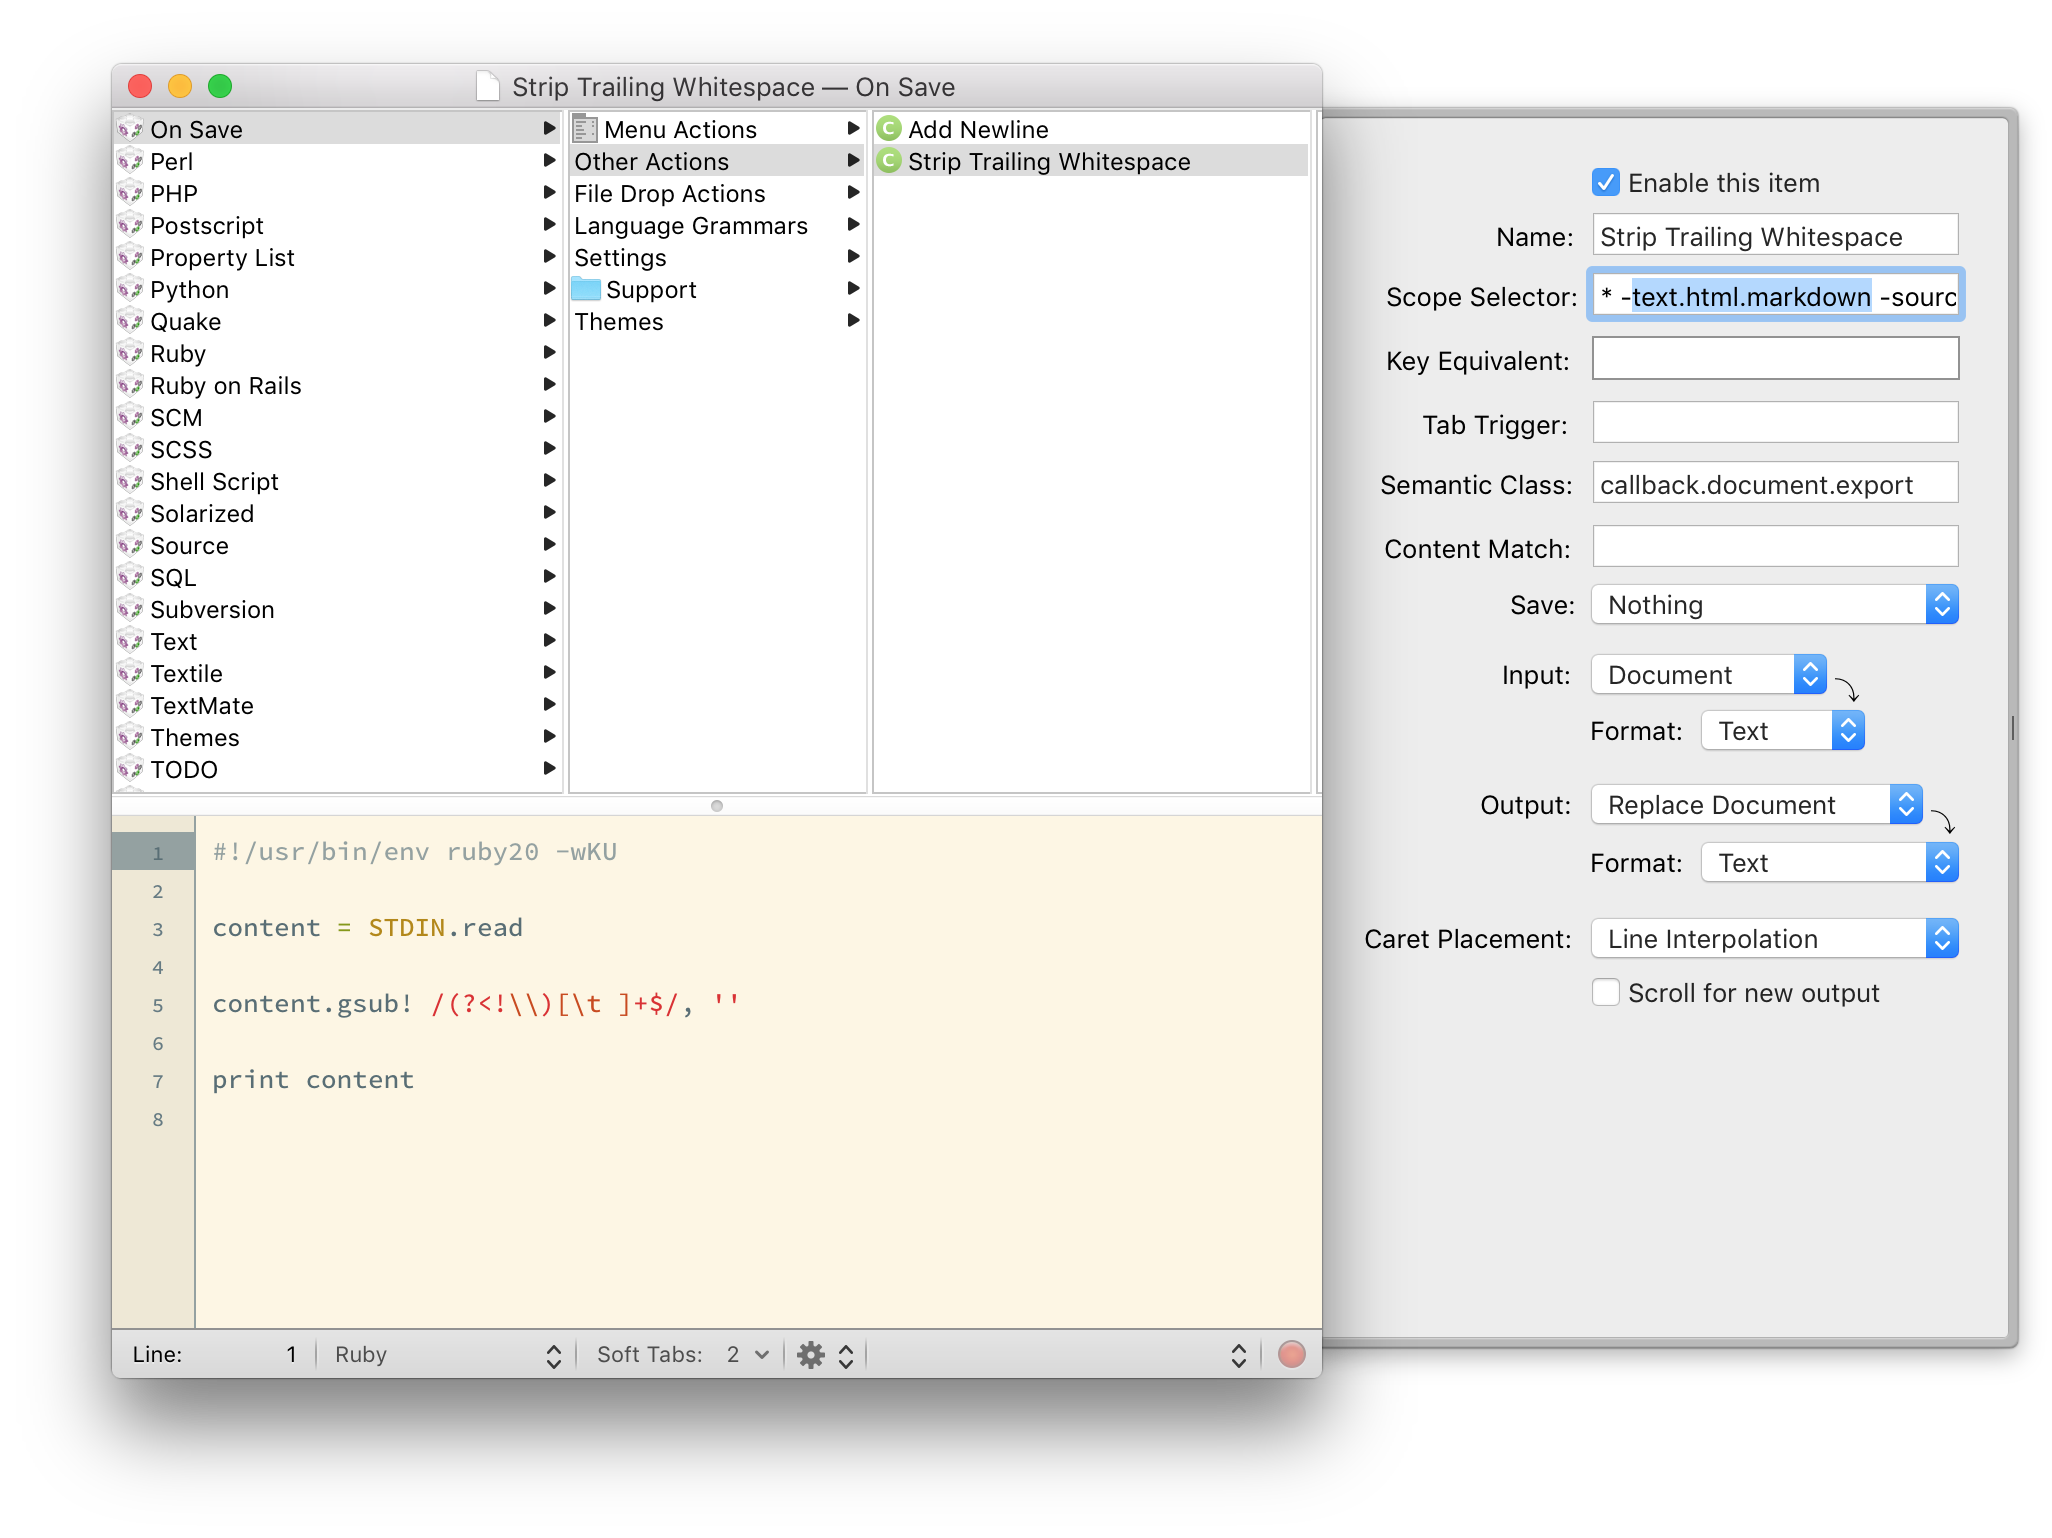 Strip Trailing Whitespace — On Save
On Save
Perl
PHP
Postscript
Property List
Python
Quake
Ruby
Ruby on Rails
SCM
SCSS
Shell Script
Solarized
Source
SQL
Subversion
Text
Textile
TextMate
Themes
TODO
Menu Actions
Other Actions
File Drop Actions
Language Grammars
Settings
Support
Themes
C Add Newline
C Strip Trailing Whitespace
Enable this item
Name: Strip Trailing Whitespace
Scope Selector: * -text.html.markdown -sourc
Key Equivalent:
Tab Trigger:
Semantic Class: callback.document.export
Content Match:
Save: Nothing
Input: Document
Format: Text
Output: Replace Document
Format: Text
Caret Placement: Line Interpolation
Scroll for new output
1 #!/usr/bin/env ruby20 -wKU
2
3 content = STDIN.read
4
5 content.gsub! /(?<!\\)[\t ]+$/, ''
6
7 print content
8
Line: 1 Ruby Soft Tabs: 2